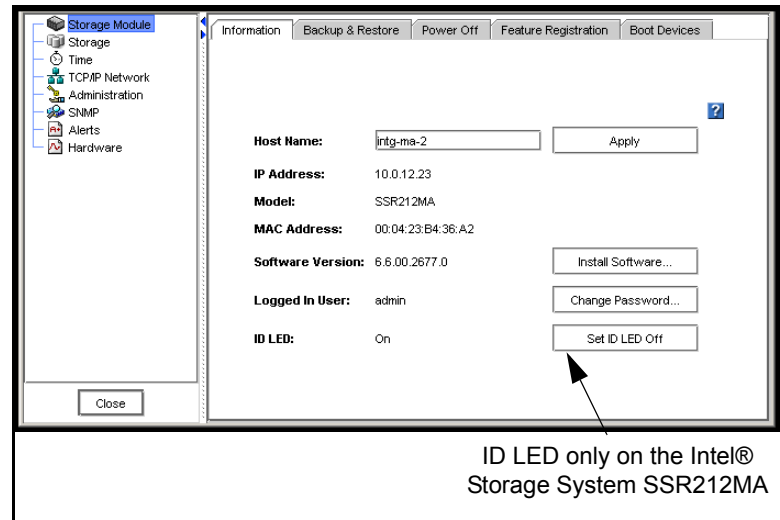 Storage Module
Storage
Time
TCP/IP Network
Administration
SNMP
Alerts
Hardware
Close
Information Backup & Restore Power Off Feature Registration Boot Devices
?
Host Name: intg-ma-2 Apply
IP Address: 10.0.12.23
Model: SSR212MA
MAC Address: 00:04:23:B4:36:A2
Software Version: 6.6.00.2677.0 Install Software...
Logged In User: admin Change Password...
ID LED: On Set ID LED Off
ID LED only on the Intel®
Storage System SSR212MA